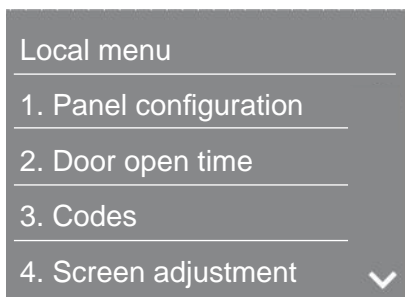 Local menu
1. Panel configuration
2. Door open time
3. Codes
4. Screen adjustment